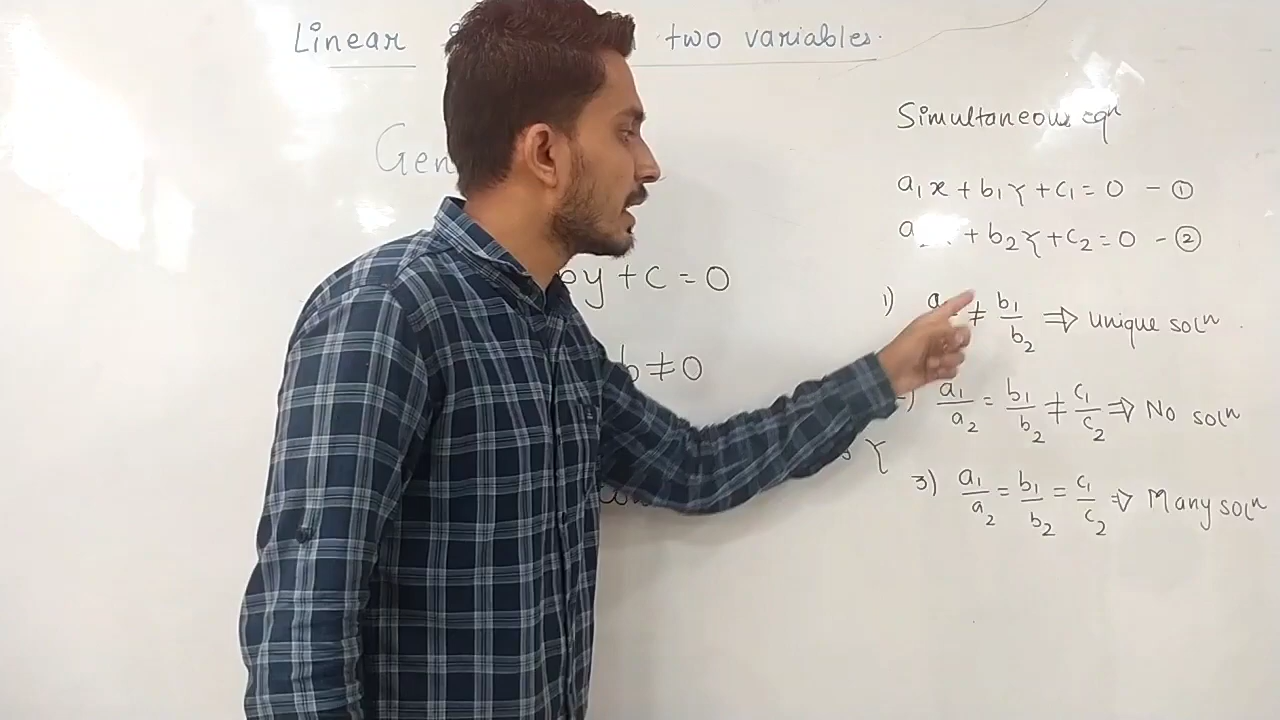 Linear two variables.
Gen
by + c = 0
b ≠ 0
Simultaneous eqn
a₁x + b₁y + c₁ = 0 - ①
a + b₂y + c₂ = 0 - ②
1) a ≠ b₁/b₂ ⇒ Unique soln.
) a₁/a₂ = b₁/b₂ ≠ c₁/c₂ ⇒ No soln
3) a₁/a₂ = b₁/b₂ = c₁/c₂ ⇒ Many soln